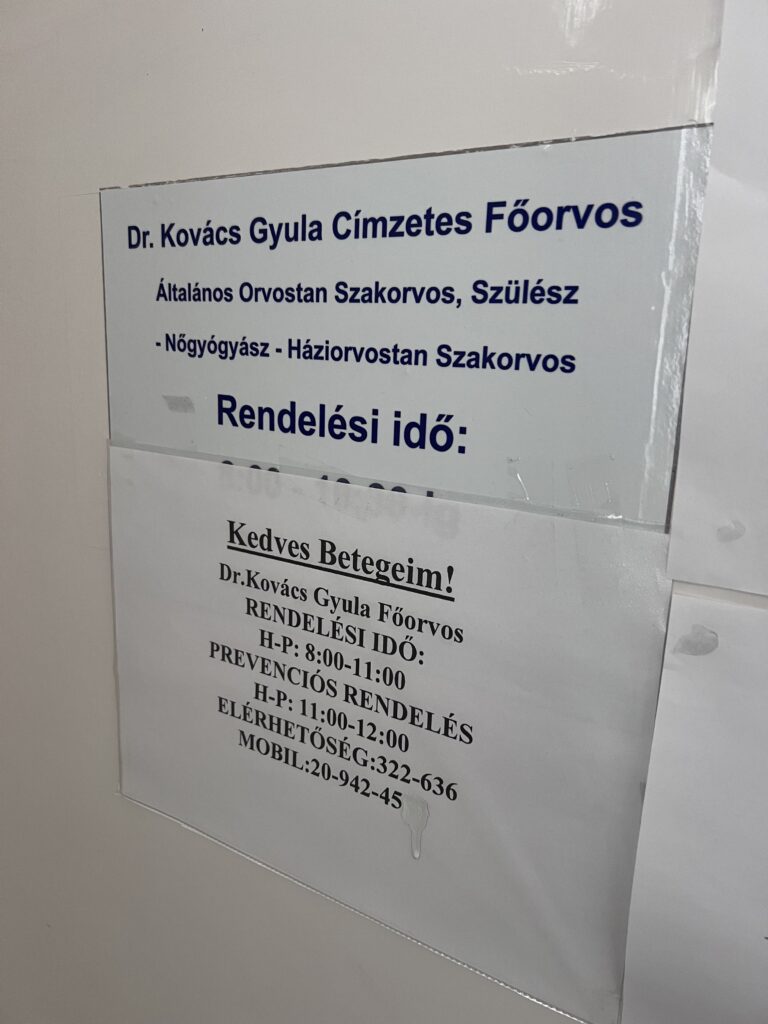 Dr. Kovács Gyula Címzetes Főorvos
Általános Orvostan Szakorvos, Szülész
- Nőgyógyász - Háziorvostan Szakorvos
Rendelési idő:
Kedves Betegeim!
Dr.Kovács Gyula Főorvos
RENDELÉSI IDŐ:
H-P: 8:00-11:00
PREVENCIÓS RENDELÉS
H-P: 11:00-12:00
ELÉRHETŐSÉG:322-636
MOBIL:20-942-45